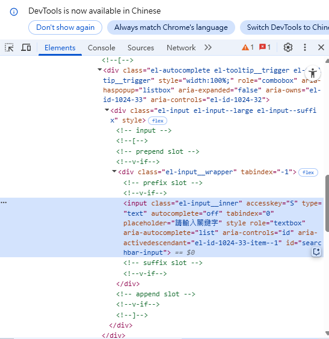 DevTools is now available in Chinese
Don't show again
Always match Chrome's language
Switch DevTools to Chinese
Elements
Console
Sources
Network
>>
1
1
<!--[-->
<div class="el-autocomplete el-tooltip__trigger el-
tip__trigger" style="width:100%;" role="combobox" aria-
haspopup="listbox" aria-expanded="false" aria-owns=
el-id-1024-33" aria-controls="el-id-1024-32">
<div class="el-input el-input--large el-input--suffi
x" style> flex
<!-- input -->
<!--[-->
<!-- prepend slot -->
<!--v-if-->
<div class="el-input__wrapper" tabindex="-1"> flex
<!-- prefix slot -->
<!--v-if-->
...
<input class="el-input__inner" accesskey="S" type=
"text" autocomplete="off" tabindex="0"
placeholder="請輸入關鍵字" style role="textbox"
aria-autocomplete="list" aria-controls="id" aria-
activedescendant="el-id-1024-33-item--1" id="sear
chbar-input"> == $0
<!-- suffix slot -->
<!--v-if-->
</div>
<!-- append slot -->
<!--v-if-->
<!--]-->
</div>
</div>